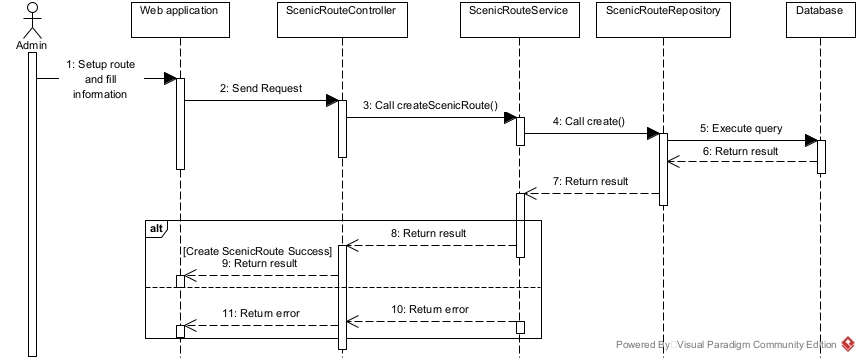 Web application
ScenicRouteController
ScenicRouteService
ScenicRouteRepository
Database
Admin
1: Setup route
and fill
information
2: Send Request
3: Call createScenicRoute()
4: Call create()
5: Execute query
6: Return result
7: Return result
alt
8: Return result
[Create ScenicRoute Success]
9: Return result
10: Return error
11: Return error
Powered By Visual Paradigm Community Edition